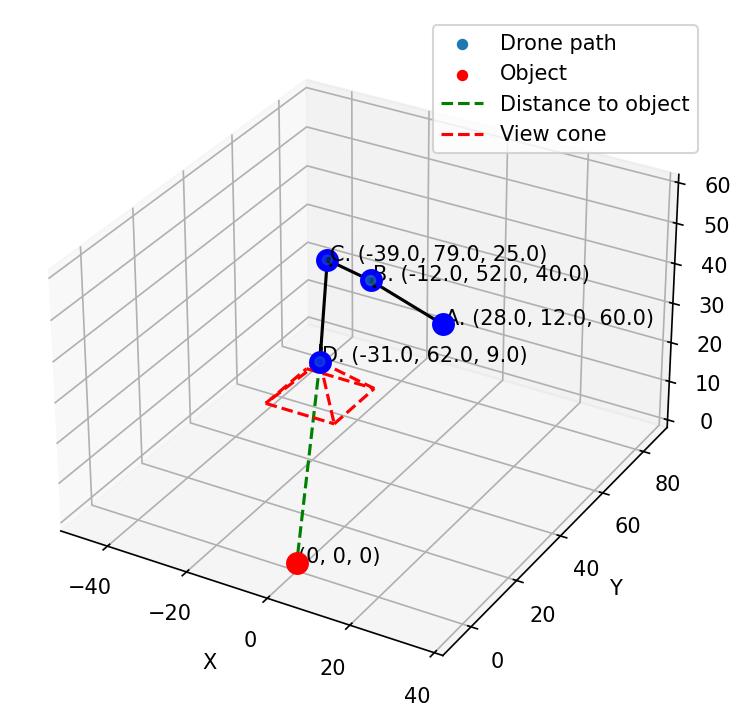 Drone path
Object
Distance to object
View cone
C. (-39.0, 79.0, 25.0)
B. (-12.0, 52.0, 40.0)
A. (28.0, 12.0, 60.0)
D. (-31.0, 62.0, 9.0)
(0, 0, 0)
60
50
40
30
20
10
0
80
60
40
20
0
Y
−40
−20
0
20
40
X